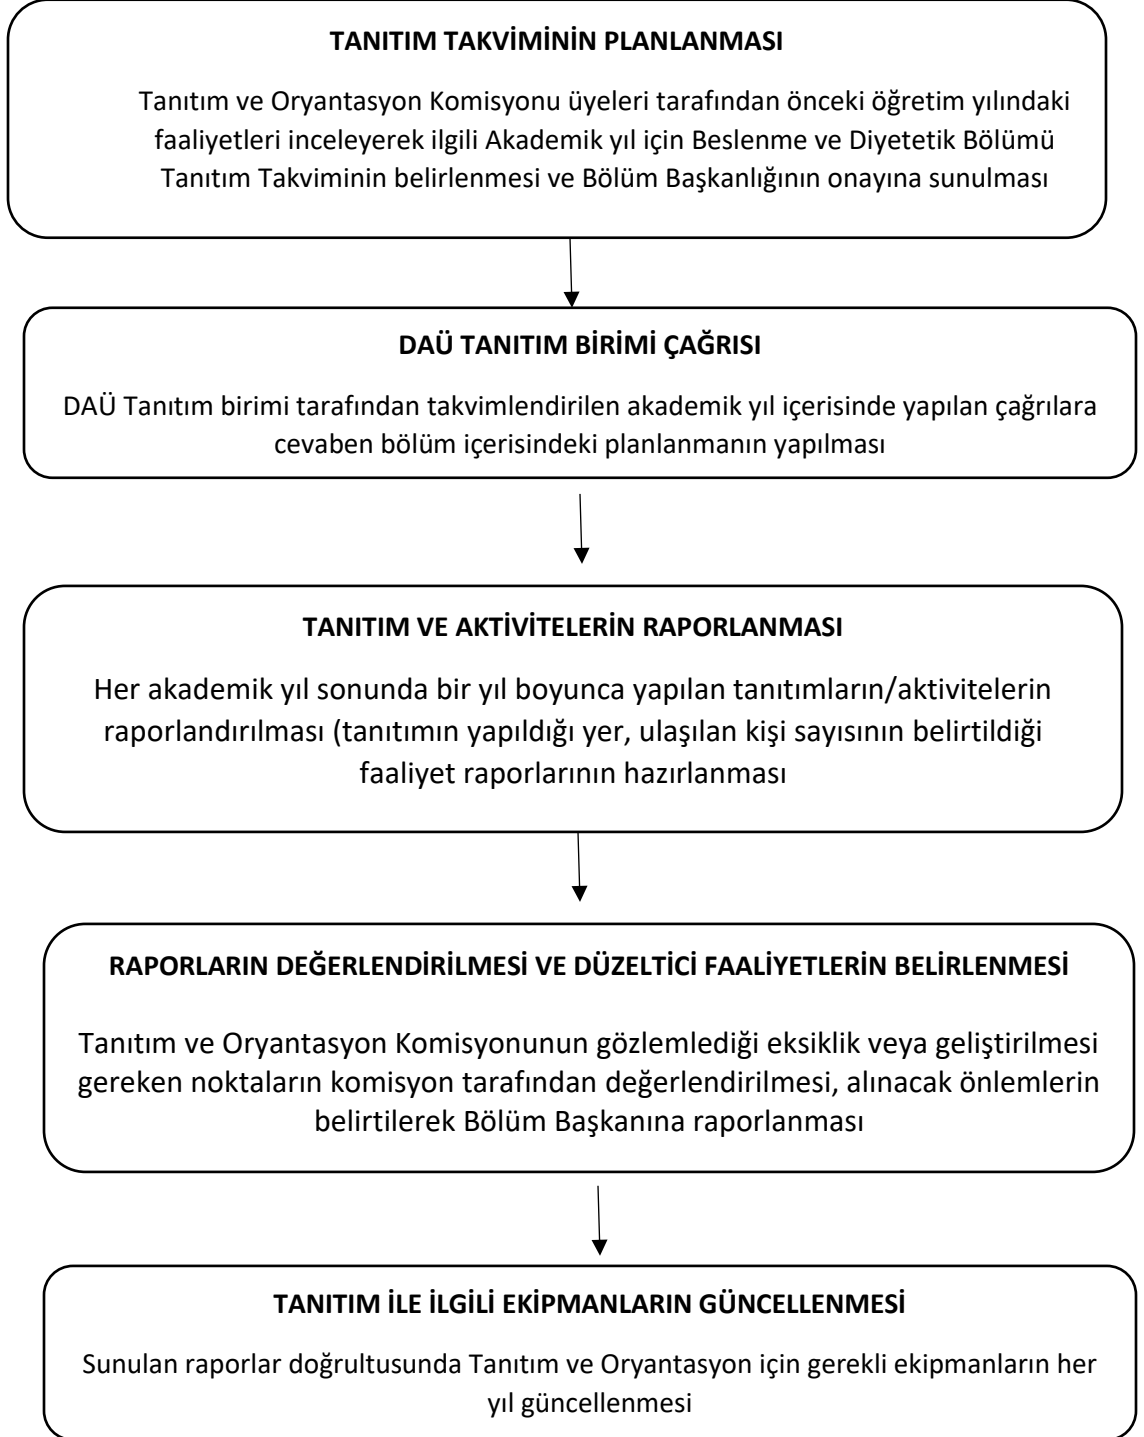 TANITIM TAKVİMİNİN PLANLANMASI
Tanıtım ve Oryantasyon Komisyonu üyeleri tarafından önceki öğretim yılındaki
faaliyetleri inceleyerek ilgili Akademik yıl için Beslenme ve Diyetetik Bölümü
Tanıtım Takviminin belirlenmesi ve Bölüm Başkanlığının onayına sunulması
DAÜ TANITIM BİRİMİ ÇAĞRISI
DAÜ Tanıtım birimi tarafından takvimlendirilen akademik yıl içerisinde yapılan çağrılara
cevaben bölüm içerisindeki planlanmanın yapılması
TANITIM VE AKTİVİTELERİN RAPORLANMASI
Her akademik yıl sonunda bir yıl boyunca yapılan tanıtımların/aktivitelerin
raporlandırılması (tanıtımın yapıldığı yer, ulaşılan kişi sayısının belirtildiği
faaliyet raporlarının hazırlanması
RAPORLARIN DEĞERLENDİRİLMESİ VE DÜZELTİCİ FAALİYETLERİN BELİRLENMESİ
Tanıtım ve Oryantasyon Komisyonunun gözlemlediği eksiklik veya geliştirilmesi
gereken noktaların komisyon tarafından değerlendirilmesi, alınacak önlemlerin
belirtilerek Bölüm Başkanına raporlanması
TANITIM İLE İLGİLİ EKİPMANLARIN GÜNCELLENMESİ
Sunulan raporlar doğrultusunda Tanıtım ve Oryantasyon için gerekli ekipmanların her
yıl güncellenmesi